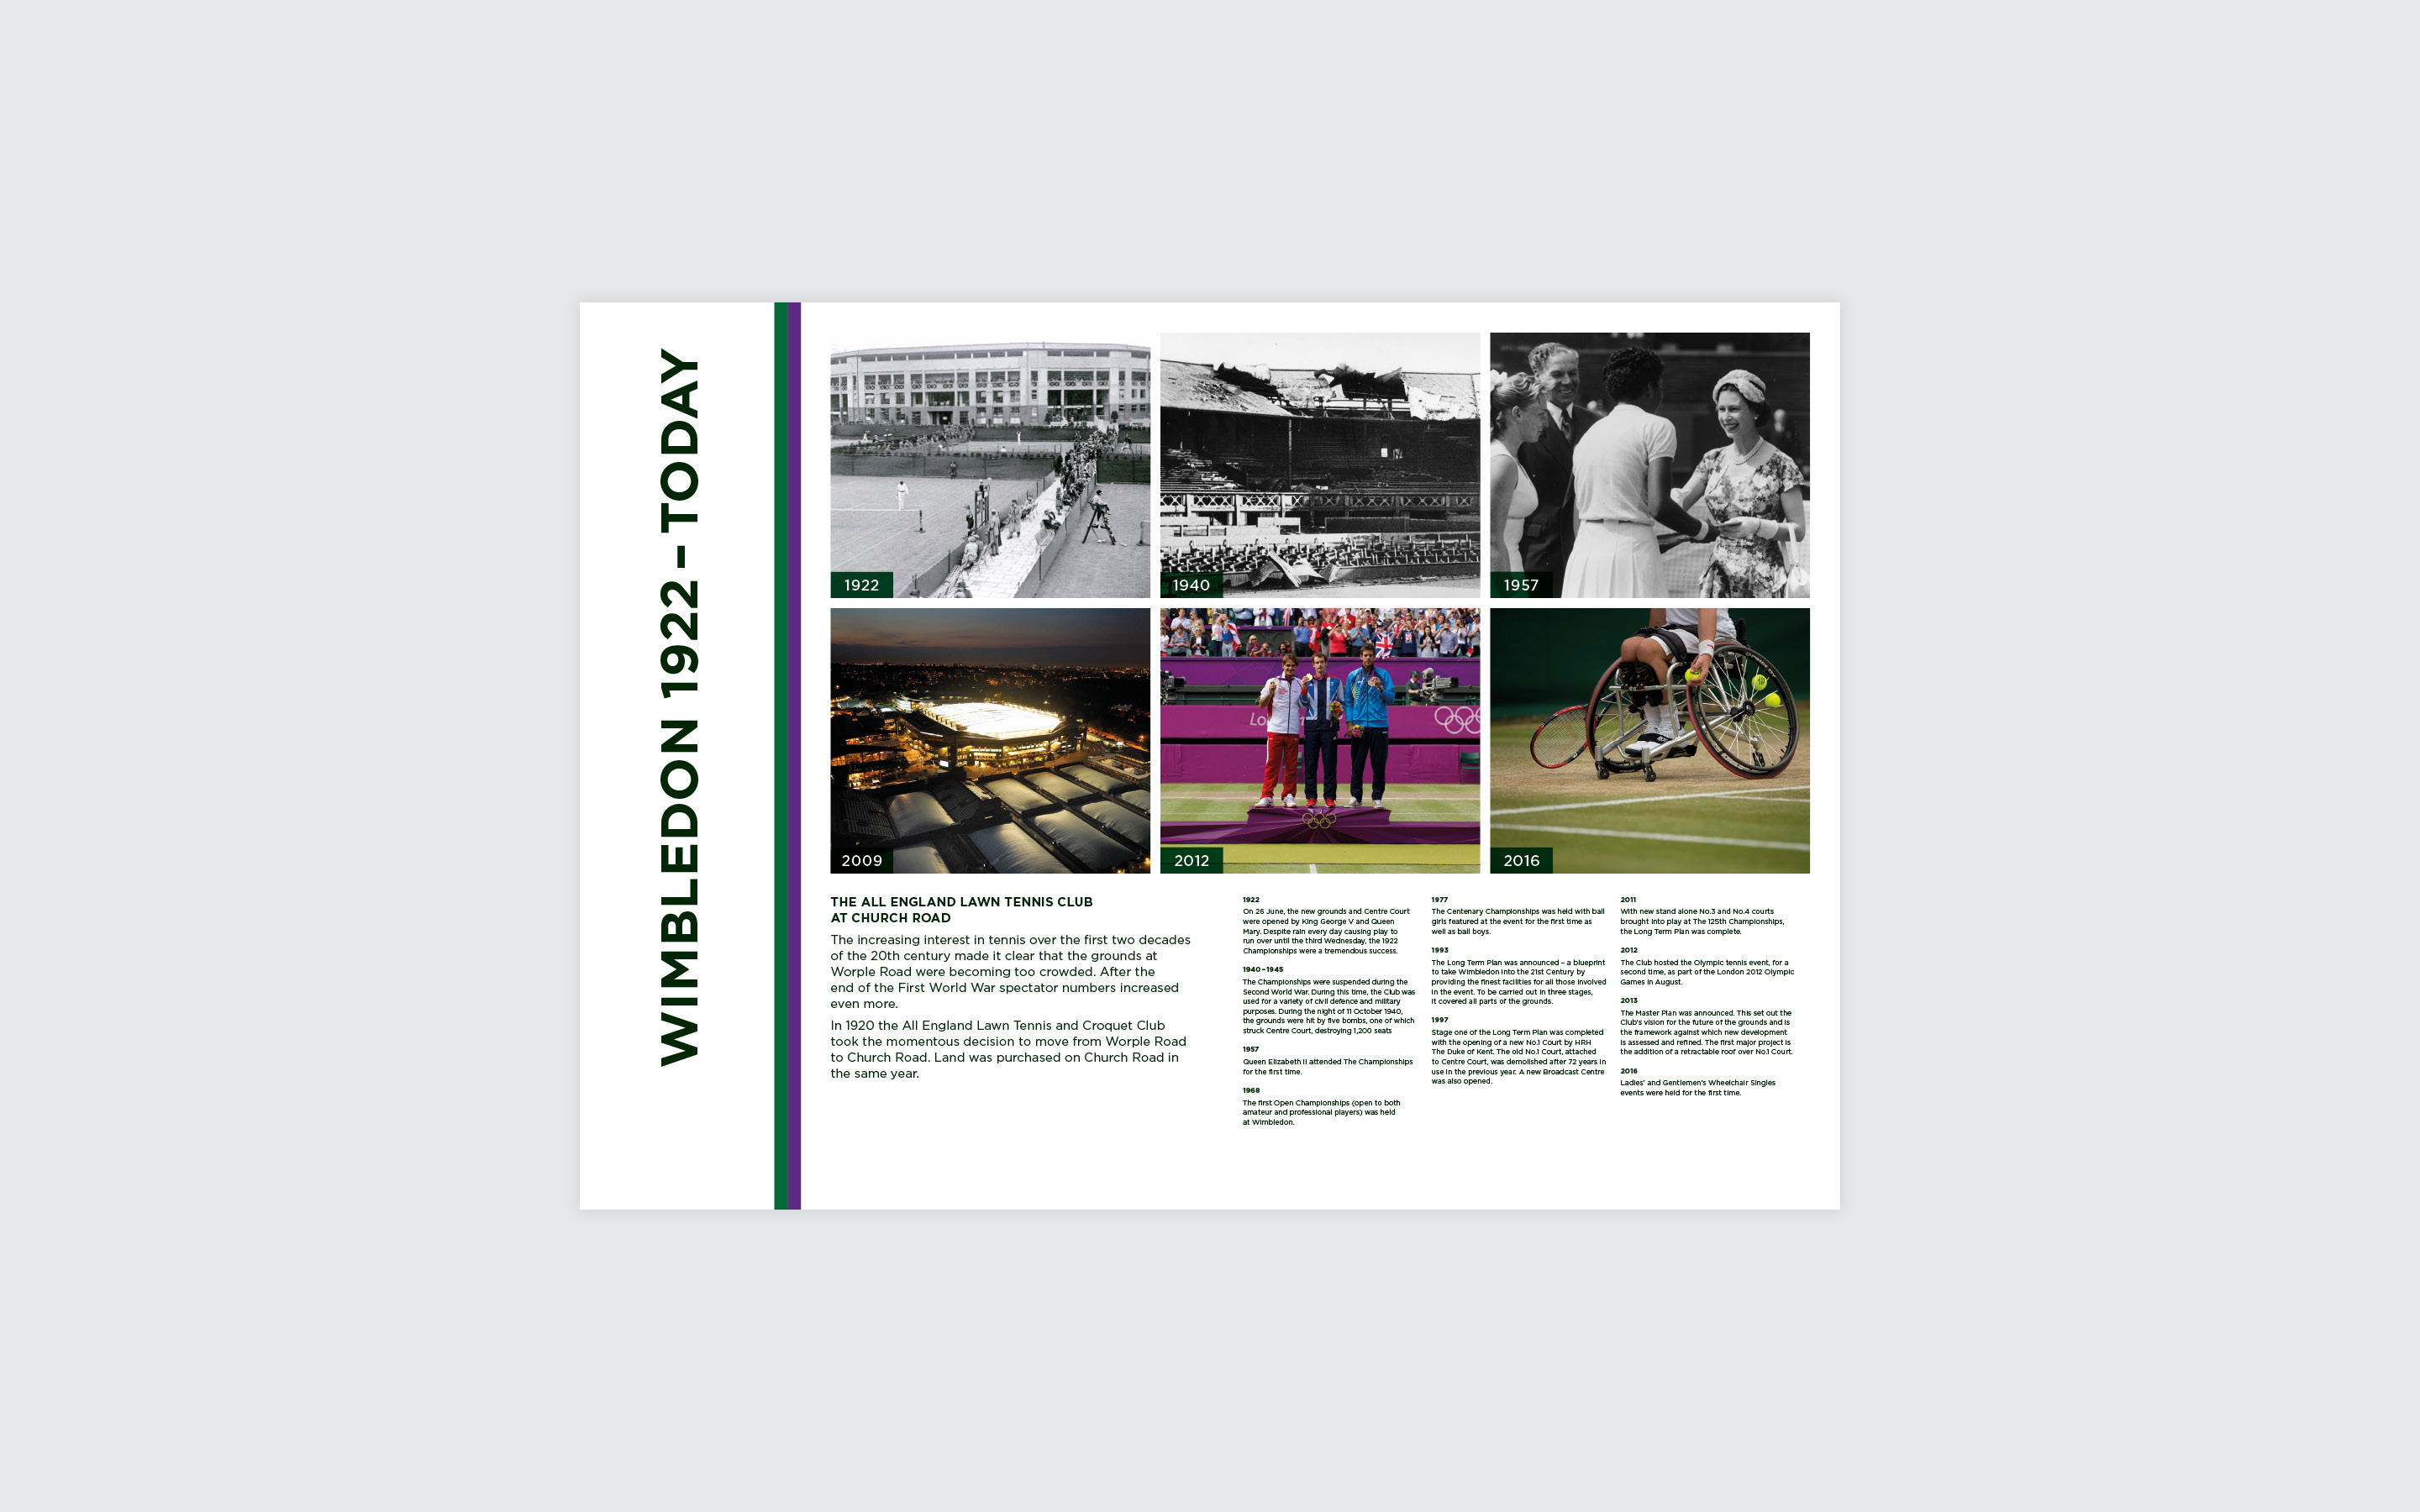 WIMBLEDON 1922 – TODAY
1922
1940
1957
2009
Lo
2012
2016
THE ALL ENGLAND LAWN TENNIS CLUB
AT CHURCH ROAD
The increasing interest in tennis over the first two decades
of the 20th century made it clear that the grounds at
Worple Road were becoming too crowded. After the
end of the First World War spectator numbers increased
even more.
In 1920 the All England Lawn Tennis and Croquet Club
took the momentous decision to move from Worple Road
to Church Road. Land was purchased on Church Road in
the same year.
1922
On 26 June, the new grounds and Centre Court
were opened by King George V and Queen
Mary. Despite rain every day causing play to
run over until the third Wednesday, the 1922
Championships were a tremendous success.
1940–1945
The Championships were suspended during the
Second World War. During this time, the Club was
used for a variety of civil defence and military
purposes. During the night of 11 October 1940,
the grounds were hit by five bombs, one of which
struck Centre Court, destroying 1,200 seats
1957
Queen Elizabeth II attended The Championships
for the first time.
1968
The first Open Championships (open to both
amateur and professional players) was held
at Wimbledon.
1977
The Centenary Championships was held with ball
girls featured at the event for the first time as
well as ball boys.
1993
The Long Term Plan was announced – a blueprint
to take Wimbledon into the 21st Century by
providing the finest facilities for all those involved
in the event. To be carried out in three stages,
it covered all parts of the grounds.
1997
Stage one of the Long Term Plan was completed
with the opening of a new No.1 Court by HRH
The Duke of Kent. The old No.1 Court, attached
to Centre Court, was demolished after 72 years in
use in the previous year. A new Broadcast Centre
was also opened.
2011
With new stand alone No.3 and No.4 courts
brought into play at The 125th Championships,
the Long Term Plan was complete.
2012
The Club hosted the Olympic tennis event, for a
second time, as part of the London 2012 Olympic
Games in August.
2013
The Master Plan was announced. This set out the
Club's vision for the future of the grounds and is
the framework against which new development
is assessed and refined. The first major project is
the addition of a retractable roof over No.1 Court.
2016
Ladies' and Gentlemen's Wheelchair Singles
events were held for the first time.